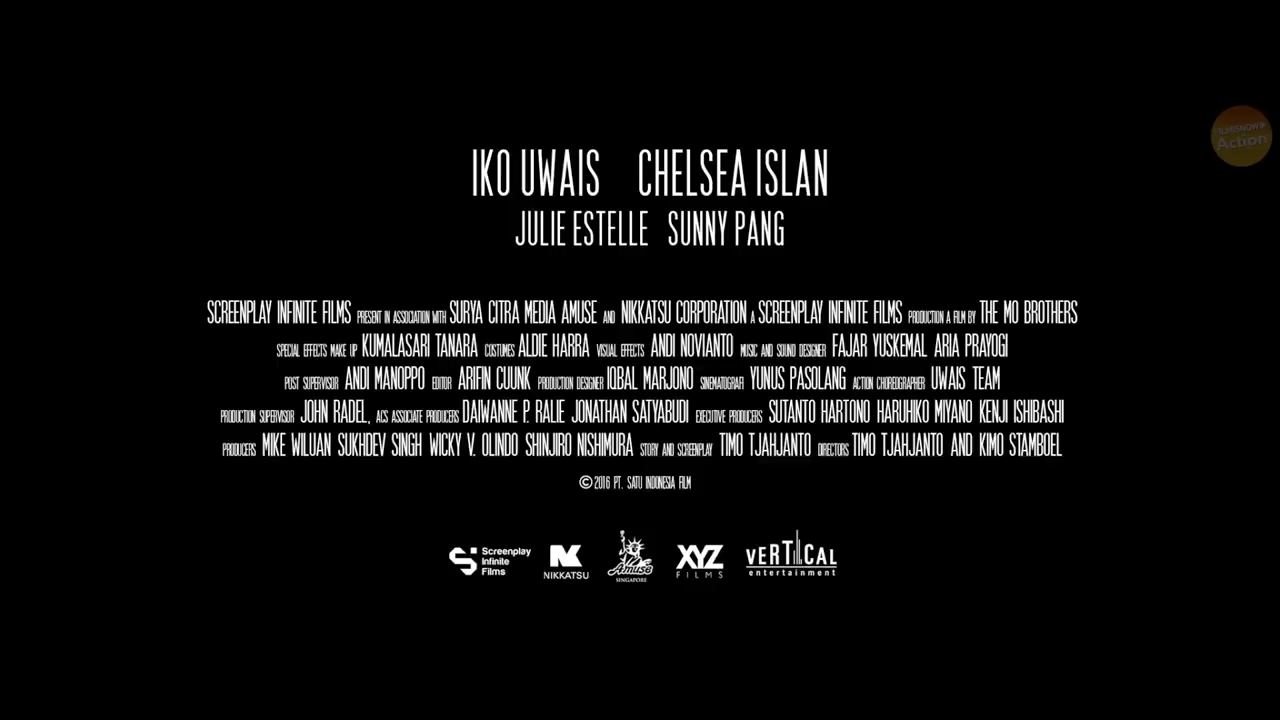 IKO UWAIS CHELSEA ISLAN
JULIE ESTELLE SUNNY PANG
SCREENPLAY INFINITE FILMS PRESENT IN ASSOCIATION WITH SURYA CITRA MEDIA AMUSE AND NIKKATSU CORPORATION A SCREENPLAY INFINITE FILMS PRODUCTION A FILM BY THE MO BROTHERS
SPECIAL EFFECTS MAKE UP KUMALASARI TANARA COSTUMES ALDIE HARRA VISUAL EFFECTS ANDI NOVIANTO MUSIC AND SOUND DESIGNER FAJAR YUSKEMAL ARIA PRAYOGI
POST SUPERVISOR ANDI MANOPPO EDITOR ARIFIN CUUNK PRODUCTION DESIGNER IQBAL MARJONO SINEMATOGRAFI YUNUS PASOLANG ACTION CHOREOGRAPHER UWAIS TEAM
PRODUCTION SUPERVISOR JOHN RADEL, ACS ASSOCIATE PRODUCERS DAIWANNE P. RALIE JONATHAN SATYABUDI EXECUTIVE PRODUCERS SUTANTO HARTONO HARUHIKO MIYANO KENJI ISHIBASHI
PRODUCERS MIKE WILUAN SUKHDEV SINGH WICKY V. OLINDO SHINJIRO NISHIMURA STORY AND SCREENPLAY TIMO TJAHJANTO DIRECTORS TIMO TJAHJANTO AND KIMO STAMBOEL
© 2016 PT. SATU INDONESIA FILM
Screenplay Infinite Films
NIKKATSU
Amuse SINGAPORE
XYZ FILMS
VERTICAL entertainment
FILMISNOW Action